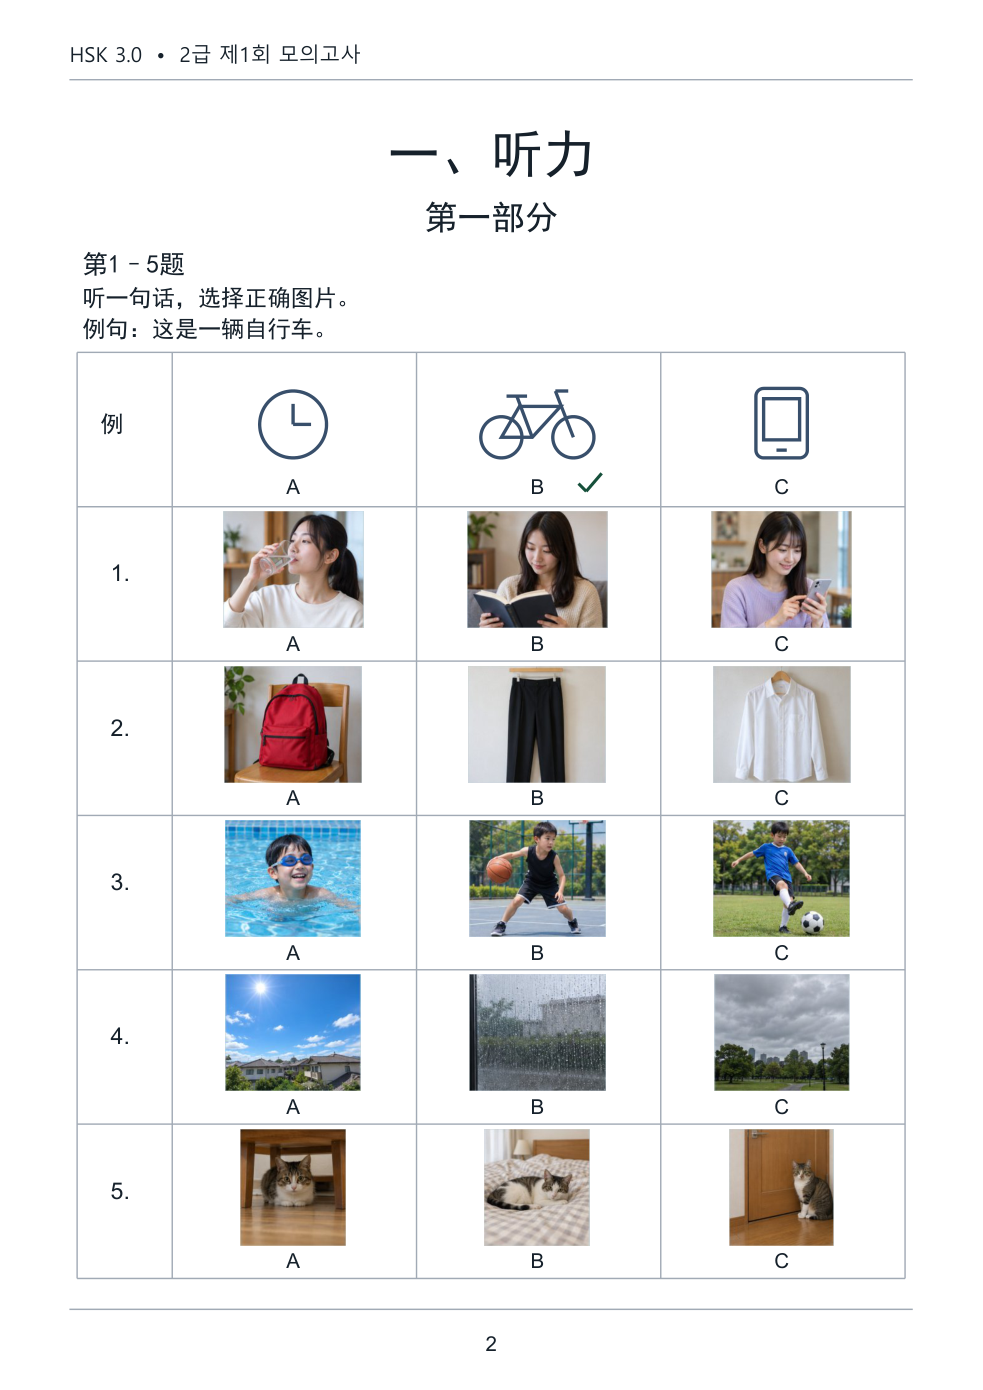 HSK 3.0 • 2급 제1회 모의고사
一、听力
第一部分
第1－5题
听一句话，选择正确图片。
例句：这是一辆自行车。
例
A B C
1.
A B C
2.
A B C
3.
A B C
4.
A B C
5.
A B C
2